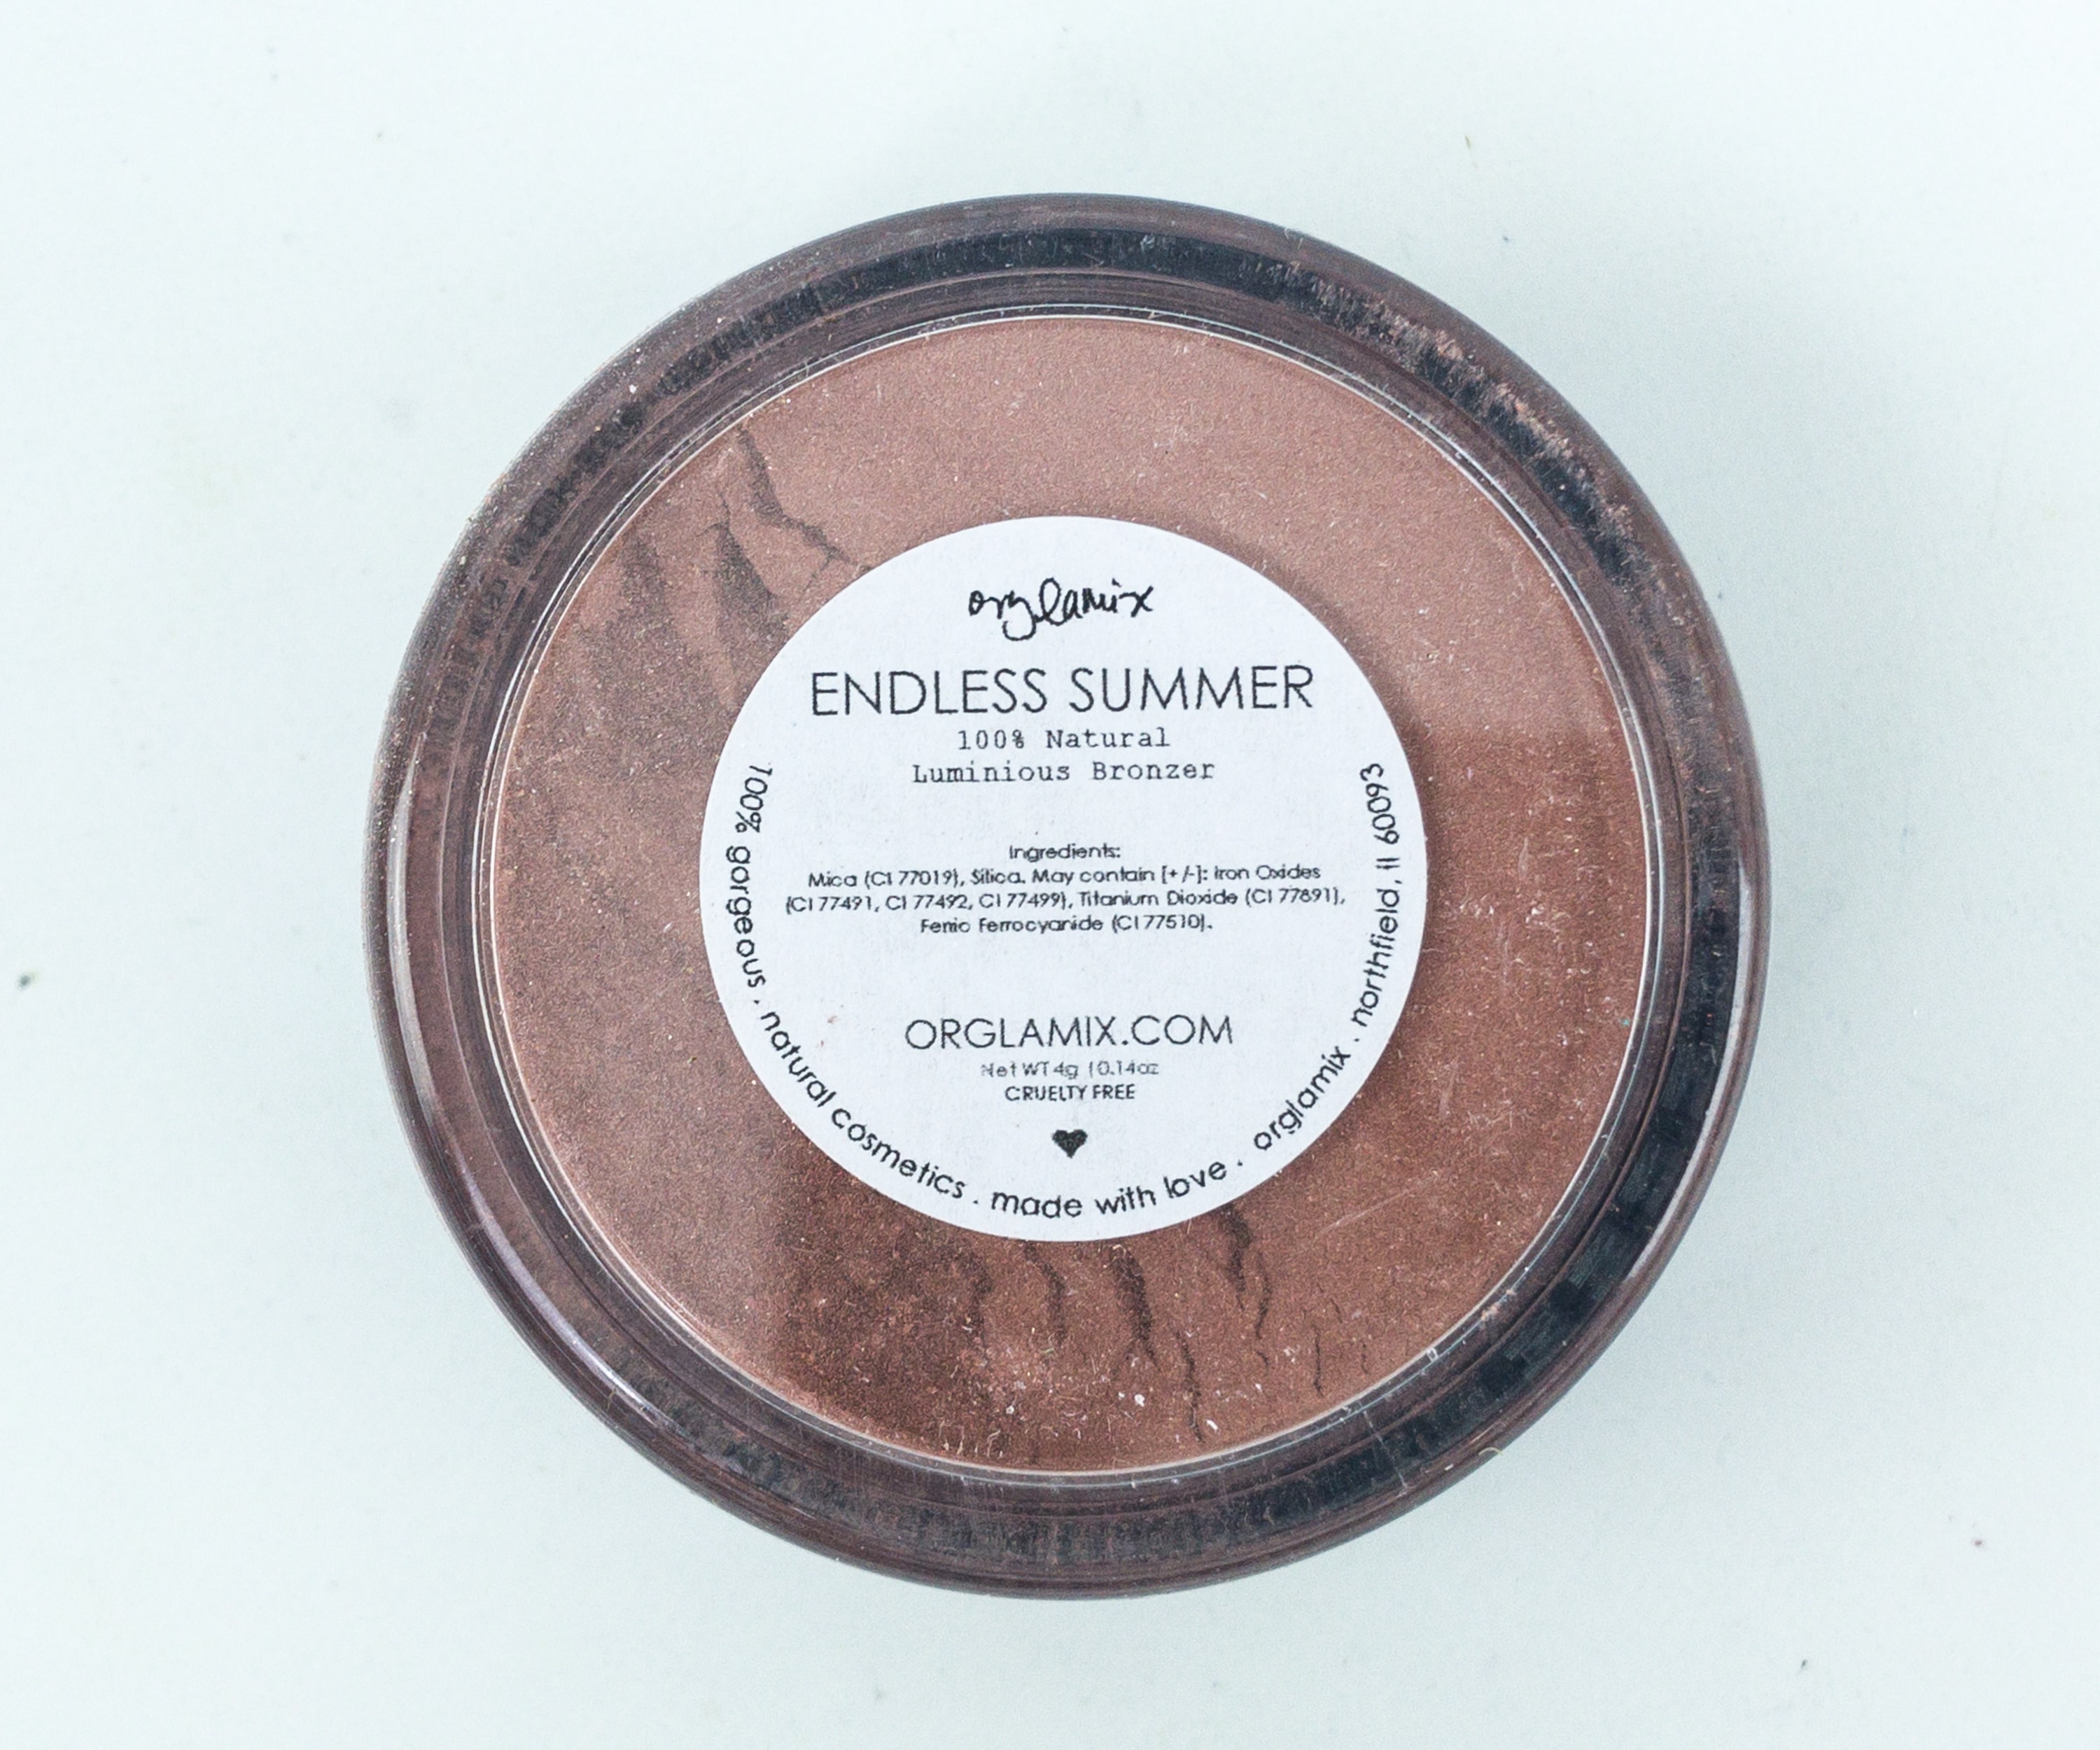 orglamix
ENDLESS SUMMER
100% Natural
Luminious Bronzer
Ingredients:
Mica (CI 77019), Silica. May contain [+/-]: Iron Oxides
(CI 77491, CI 77492, CI 77499), Titanium Dioxide (CI 77891),
Ferric Ferrocyanide (CI 77510).
ORGLAMIX.COM
Net WT 4g | 0.14oz
CRUELTY FREE
100% gorgeous . natural cosmetics . made with love . orglamix . northfield, il 60093